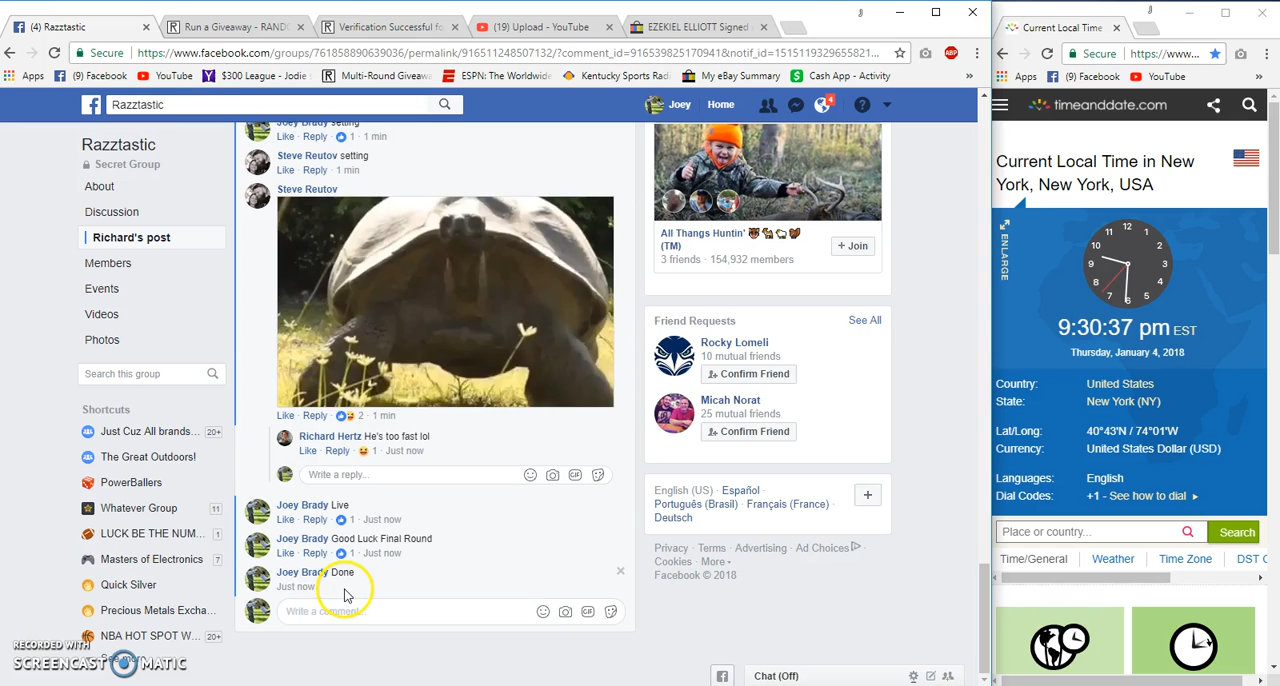 (4) Razztastic
Run a Giveaway - RAND
Verification Successful fo
(19) Upload - YouTube
EZEKIEL ELLIOTT Signed
Current Local Time
Secure
https://www.facebook.com/groups/761858890639036/permalink/916511248507132/?comment_id=916539825170941&notif_id=1515119329655821...
ABP
Secure
https://www...
Apps
(9) Facebook
YouTube
$300 League - Jodie
Multi-Round Giveawa
ESPN: The Worldwide
Kentucky Sports Rad
My eBay Summary
Cash App - Activity
»
Apps
(9) Facebook
YouTube
Razztastic
Joey
Home
4
timeanddate.com
Razztastic
Secret Group
About
Discussion
Richard's post
Members
Events
Videos
Photos
Search this group
Shortcuts
Just Cuz All brands... 20+
The Great Outdoors!
PowerBallers
Whatever Group 11
LUCK BE THE NUM... 1
Masters of Electronics 7
Quick Silver
Precious Metals Excha...
NBA HOT SPOT W... 20+
RECORDED WITH
SCREENCAST MATIC
Joey Brady setting
Like · Reply · 1 · 1 min
Steve Reutov setting
Like · Reply · 1 min
Steve Reutov
Like · Reply · 2 · 1 min
Richard Hertz He's too fast lol
Like · Reply · 1 · Just now
Write a reply...
GIF
Joey Brady Live
Like · Reply · 1 · Just now
Joey Brady Good Luck Final Round
Like · Reply · 1 · Just now
Joey Brady Done
Just now
Write a comment...
GIF
All Thangs Huntin'
(TM)
3 friends · 154,932 members
+ Join
Friend Requests
See All
Rocky Lomeli
10 mutual friends
Confirm Friend
Micah Norat
25 mutual friends
Confirm Friend
English (US) · Español ·
Português (Brasil) · Français (France) ·
Deutsch
Privacy · Terms · Advertising · Ad Choices ·
Cookies · More
Facebook © 2018
Chat (Off)
Current Local Time in New
York, New York, USA
ENLARGE
12
1
2
3
4
5
6
7
8
9
10
11
9:30:37 pm EST
Thursday, January 4, 2018
Country: United States
State: New York (NY)
Lat/Long: 40°43'N / 74°01'W
Currency: United States Dollar (USD)
Languages: English
Dial Codes: +1 - See how to dial
Place or country...
Search
Time/General
Weather
Time Zone
DST C